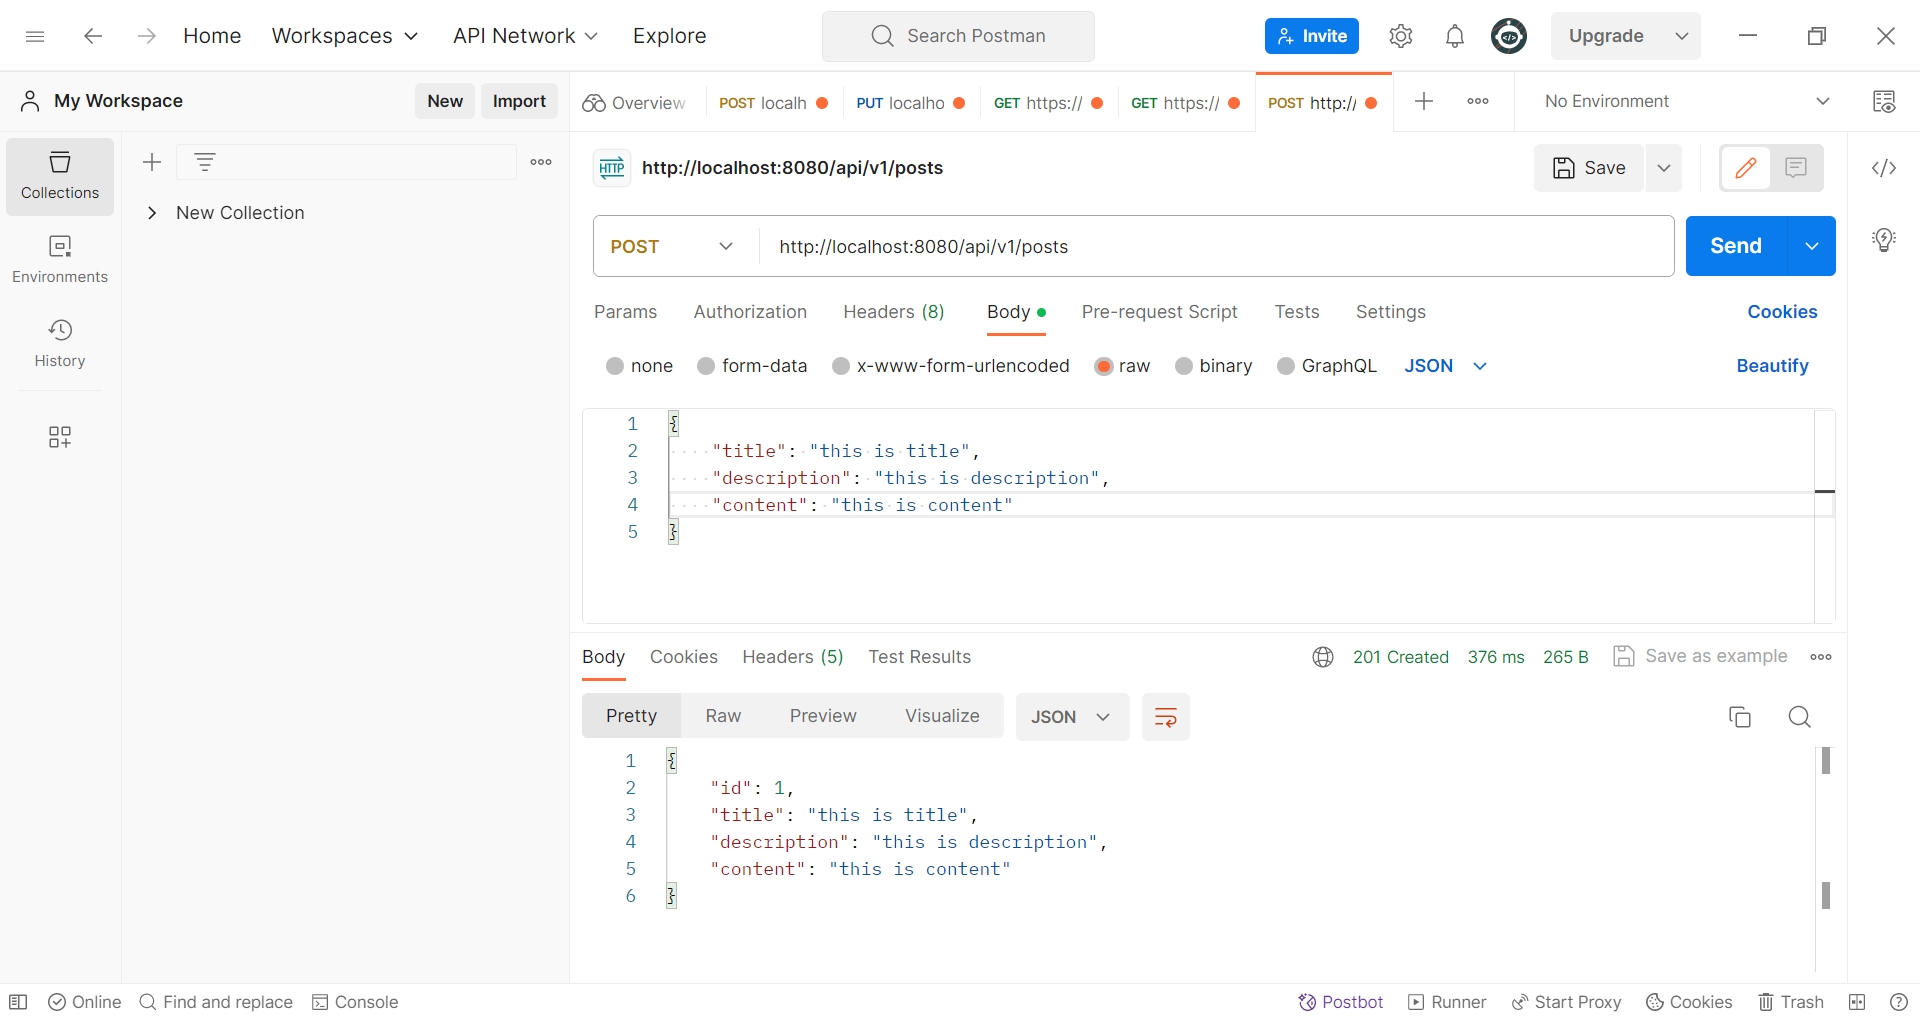 Home Workspaces API Network Explore Search Postman Invite Upgrade
My Workspace New Import Overview POST localh PUT localho GET https:// GET https:// POST http:// No Environment
Collections
New Collection
Environments
History
HTTP http://localhost:8080/api/v1/posts Save
POST http://localhost:8080/api/v1/posts Send
Params Authorization Headers (8) Body Pre-request Script Tests Settings Cookies
none form-data x-www-form-urlencoded raw binary GraphQL JSON Beautify
1 {
2 "title": "this is title",
3 "description": "this is description",
4 "content": "this is content"
5 }
Body Cookies Headers (5) Test Results 201 Created 376 ms 265 B Save as example
Pretty Raw Preview Visualize JSON
1 {
2 "id": 1,
3 "title": "this is title",
4 "description": "this is description",
5 "content": "this is content"
6 }
Online Find and replace Console Postbot Runner Start Proxy Cookies Trash